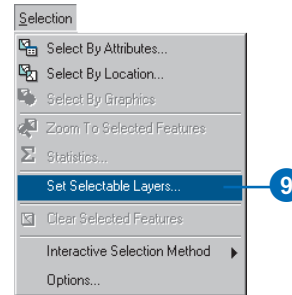 Selection
Select By Attributes...
Select By Location...
Select By Graphics
Zoom To Selected Features
Σ Statistics...
Set Selectable Layers...
9
Clear Selected Features
Interactive Selection Method
Options...